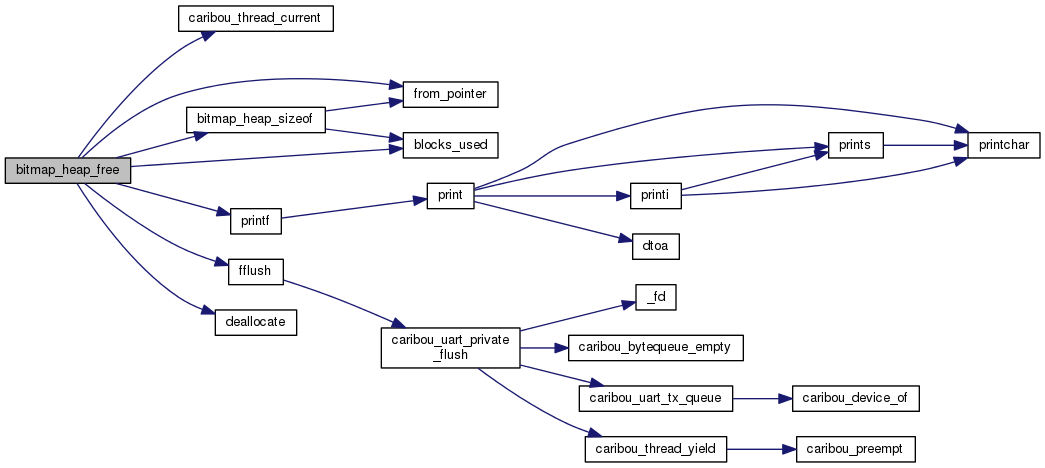 caribou_thread_current
from_pointer
bitmap_heap_sizeof
blocks_used
prints
printchar
bitmap_heap_free
print
printi
printf
dtoa
fflush
_fd
deallocate
caribou_uart_private
_flush
caribou_bytequeue_empty
caribou_uart_tx_queue
caribou_device_of
caribou_thread_yield
caribou_preempt